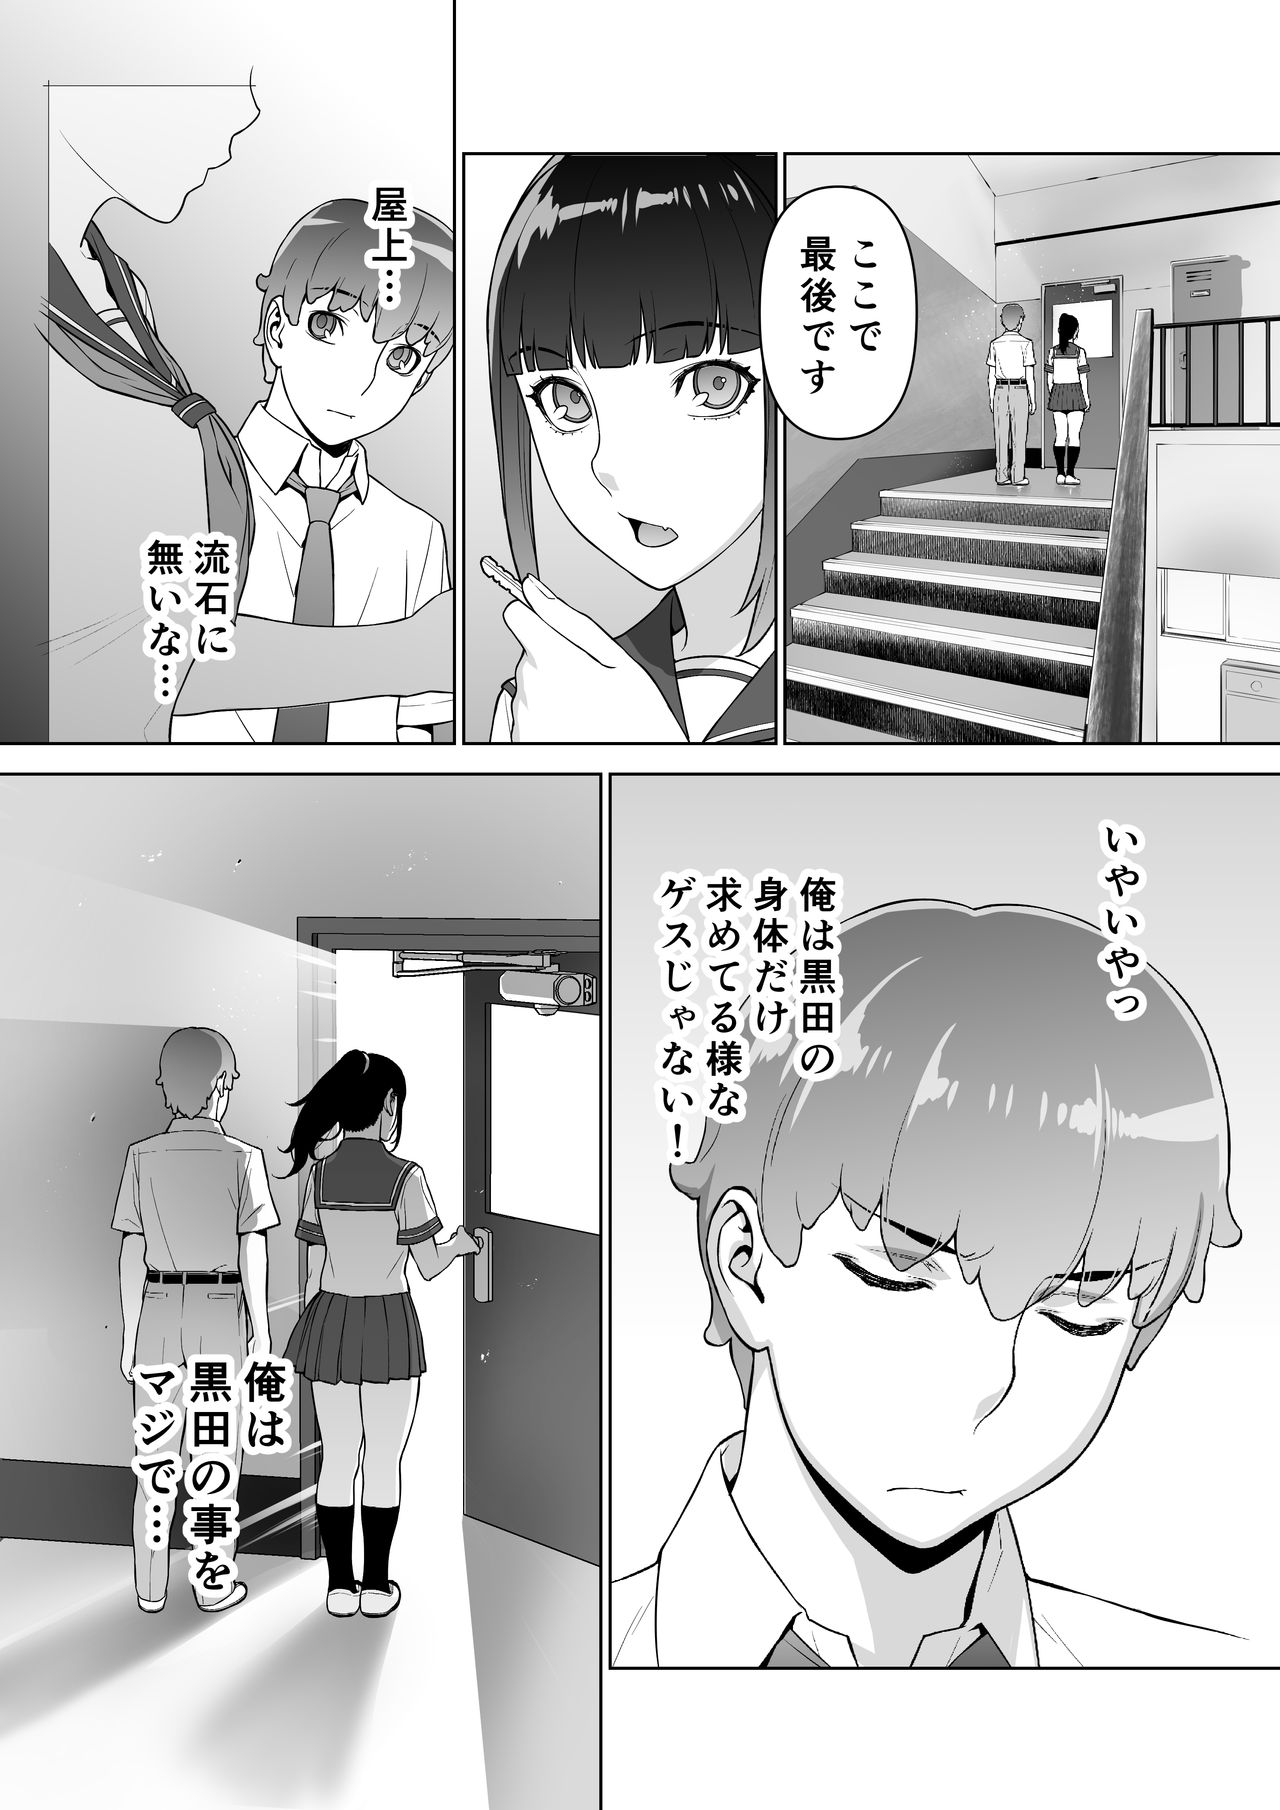 ここで
最後です
屋上…
流石に
無いな…
いやいやっ
俺は黒田の
身体だけ
求めてる様な
ゲスじゃない！
俺は
黒田の事を
マジで…